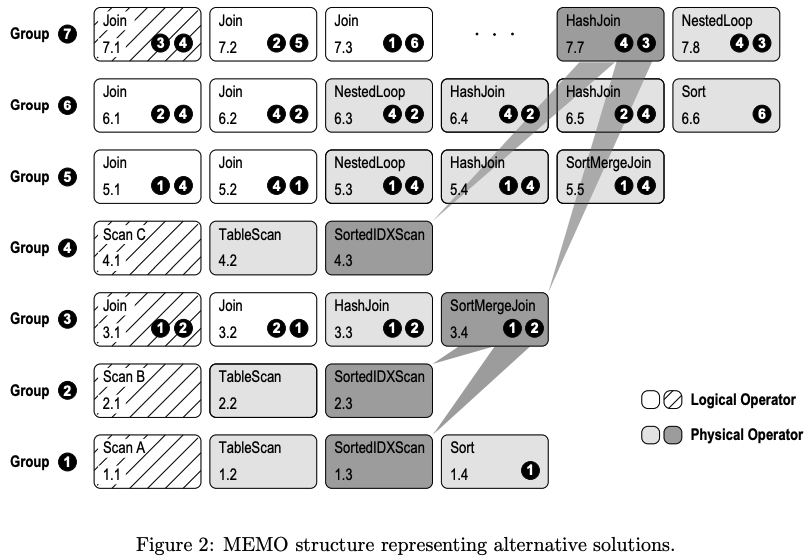 Group 7 Join 7.1 3 4 Join 7.2 2 5 Join 7.3 1 6 . . . HashJoin 7.7 4 3 NestedLoop 7.8 4 3
Group 6 Join 6.1 2 4 Join 6.2 4 2 NestedLoop 6.3 4 2 HashJoin 6.4 4 2 HashJoin 6.5 2 4 Sort 6.6 6
Group 5 Join 5.1 1 4 Join 5.2 4 1 NestedLoop 5.3 1 4 HashJoin 5.4 1 4 SortMergeJoin 5.5 1 4
Group 4 Scan C 4.1 TableScan 4.2 SortedIDXScan 4.3
Group 3 Join 3.1 1 2 Join 3.2 2 1 HashJoin 3.3 1 2 SortMergeJoin 3.4 1 2
Group 2 Scan B 2.1 TableScan 2.2 SortedIDXScan 2.3
Logical Operator
Physical Operator
Group 1 Scan A 1.1 TableScan 1.2 SortedIDXScan 1.3 Sort 1.4 1
Figure 2: MEMO structure representing alternative solutions.